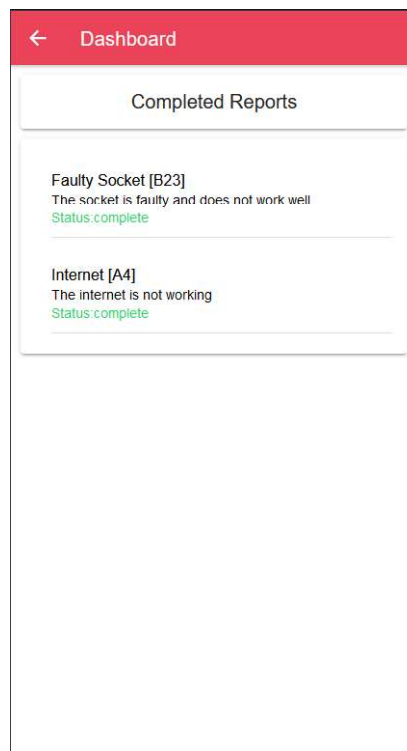 Dashboard
Completed Reports
Faulty Socket [B23]
The socket is faulty and does not work well
Status:complete
Internet [A4]
The internet is not working
Status:complete